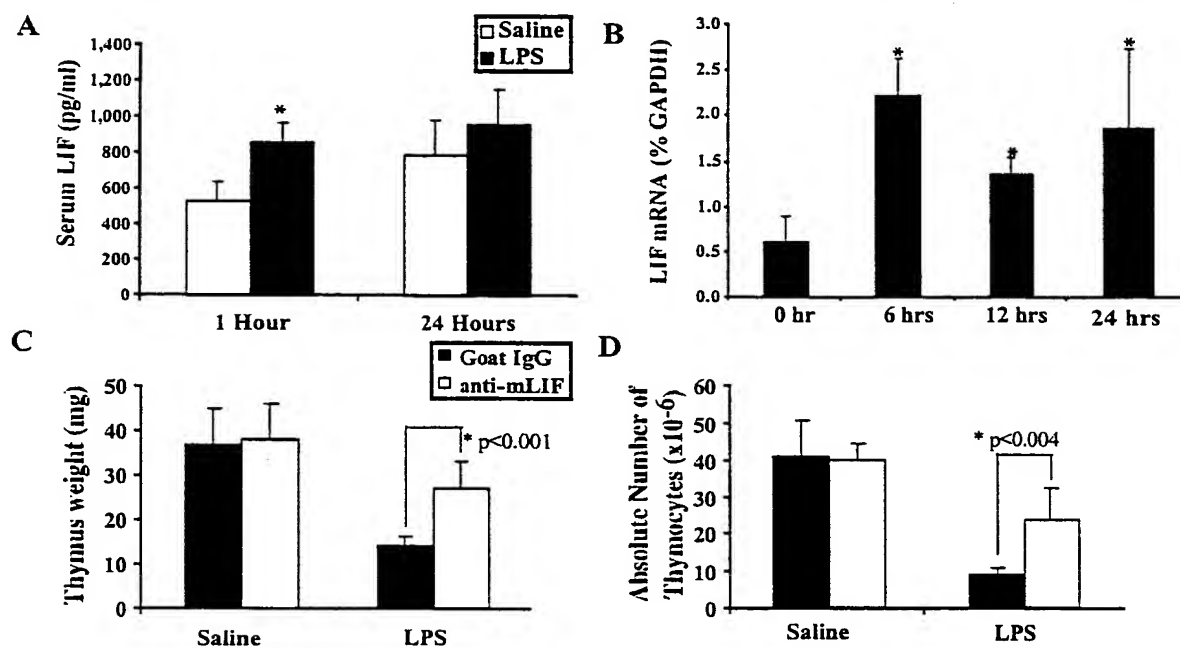 A
Serum LIF (pg/ml)
1,400
1,200
1,000
800
600
400
200
0
Saline
LPS
*
1 Hour
24 Hours
B
LIF mRNA (% GAPDH)
3.0
2.5
2.0
1.5
1.0
0.5
0.0
*
*
*
0 hr
6 hrs
12 hrs
24 hrs
C
Thymus weight (mg)
50
40
30
20
10
0
Goat IgG
anti-mLIF
* p<0.001
Saline
LPS
D
Absolute Number of
Thymocytes (x10-6)
60
50
40
30
20
10
0
* p<0.004
Saline
LPS